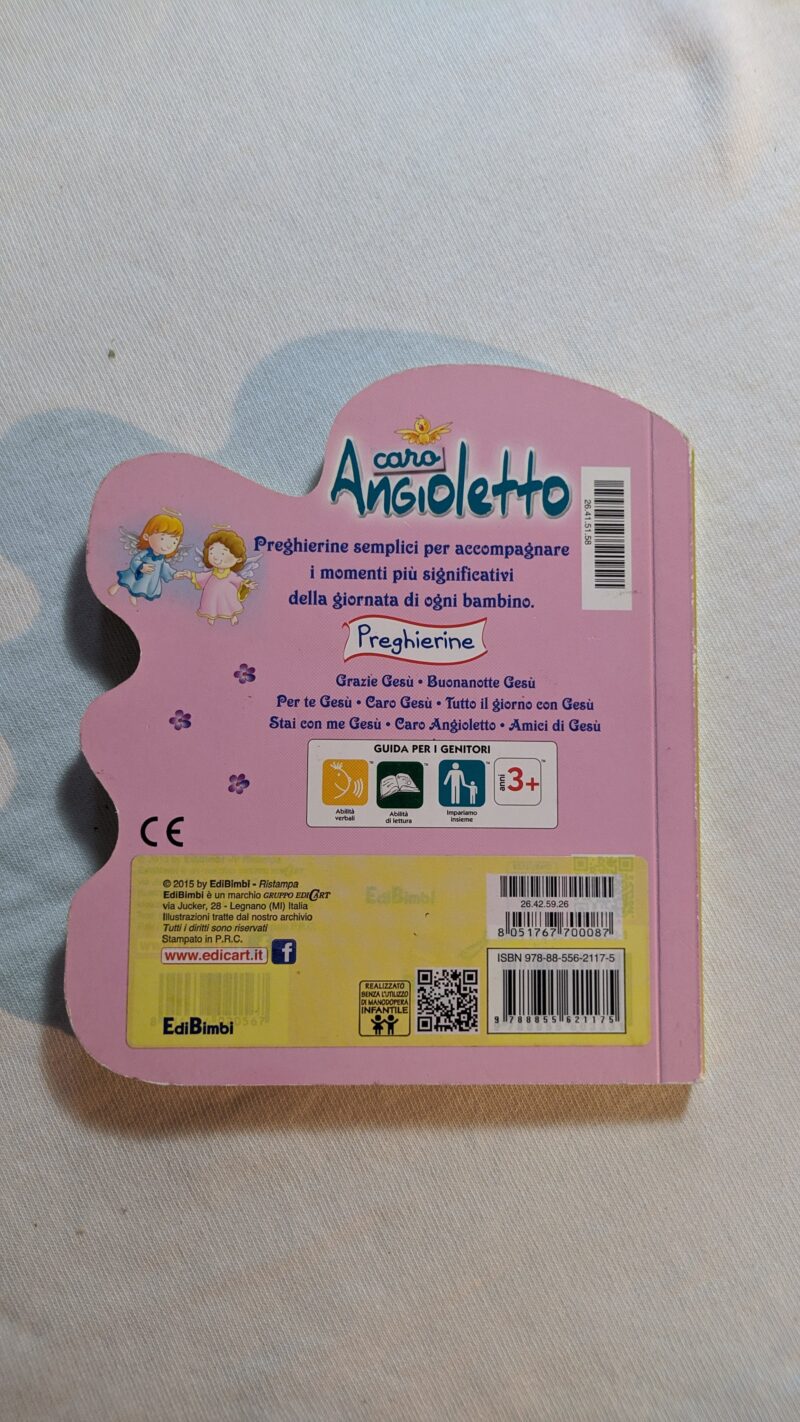 caro
Angioletto
26.41.51.58
Preghierine semplici per accompagnare
i momenti più significativi
della giornata di ogni bambino.
Preghierine
Grazie Gesù • Buonanotte Gesù
Per te Gesù • Caro Gesù • Tutto il giorno con Gesù
Stai con me Gesù • Caro Angioletto • Amici di Gesù
GUIDA PER I GENITORI
Abilità
verbali
Abilità
di lettura
Impariamo
insieme
anni 3+
CE
© 2015 by EdiBimbi - Ristampa
EdiBimbi è un marchio GRUPPO EDICART
via Jucker, 28 - Legnano (MI) Italia
Illustrazioni tratte dal nostro archivio
Tutti i diritti sono riservati
Stampato in P.R.C.
www.edicart.it f
EdiBimbi
26.42.59.26
8 051767 700087
ISBN 978-88-556-2117-5
9 788855 621175
REALIZZATO
SENZA L'UTILIZZO
DI MANODOPERA
INFANTILE
EdiBimbi